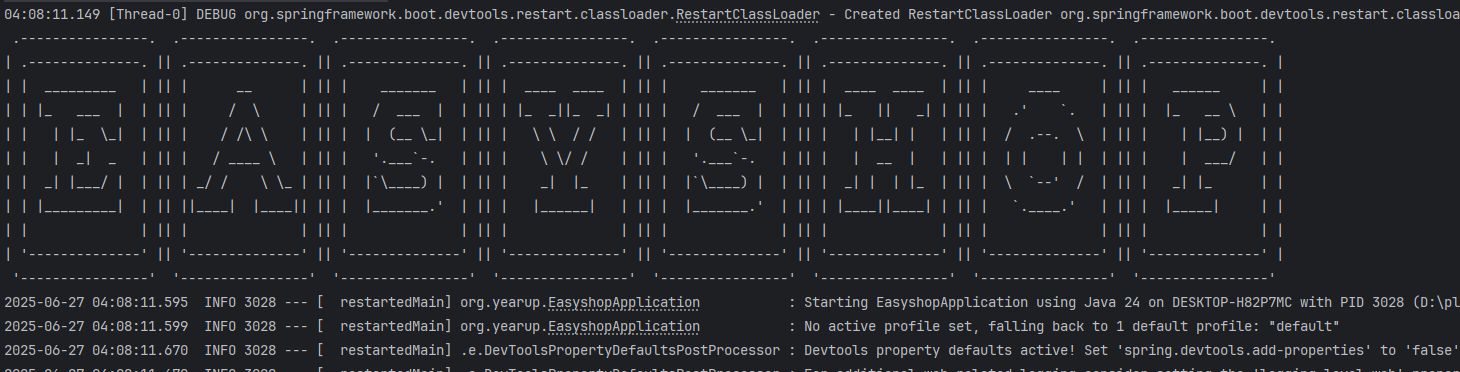 04:08:11.149 [Thread-0] DEBUG org.springframework.boot.devtools.restart.classloader.RestartClassLoader - Created RestartClassLoader org.springframework.boot.devtools.restart.classloa
EASYSHOP
2025-06-27 04:08:11.595  INFO 3028 --- [  restartedMain] org.yearup.EasyshopApplication           : Starting EasyshopApplication using Java 24 on DESKTOP-H82P7MC with PID 3028 (D:\pl
2025-06-27 04:08:11.599  INFO 3028 --- [  restartedMain] org.yearup.EasyshopApplication           : No active profile set, falling back to 1 default profile: "default"
2025-06-27 04:08:11.670  INFO 3028 --- [  restartedMain] .e.DevToolsPropertyDefaultsPostProcessor : Devtools property defaults active! Set 'spring.devtools.add-properties' to 'false'